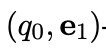 (q₀, e₁)-